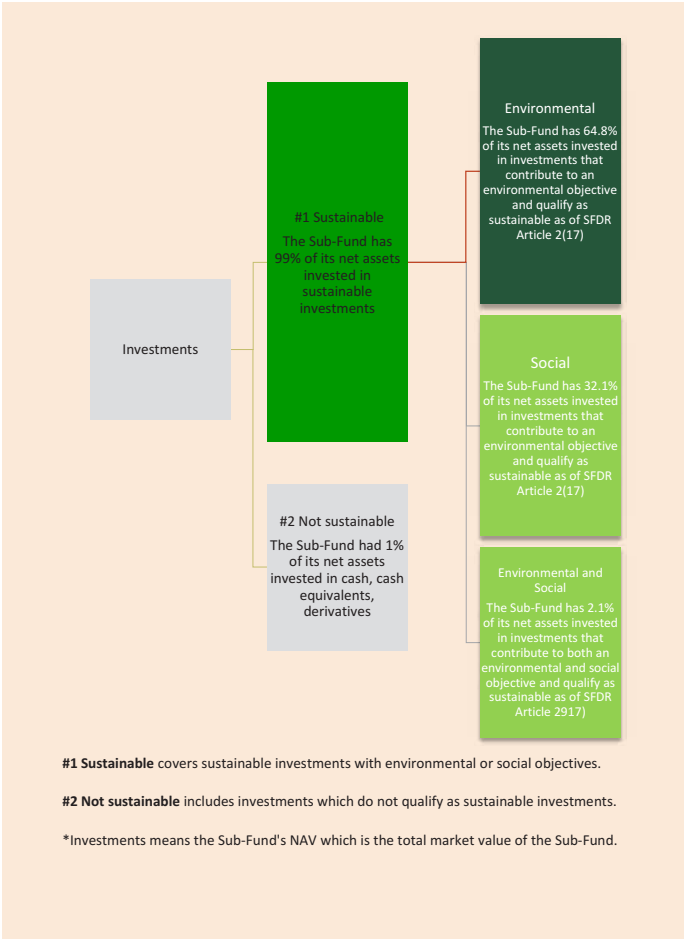 Investments
#1 Sustainable
The Sub-Fund has
99% of its net assets
invested in
sustainable
investments
#2 Not sustainable
The Sub-Fund had 1%
of its net assets
invested in cash, cash
equivalents,
derivatives
Environmental
The Sub-Fund has 64.8%
of its net assets invested
in investments that
contribute to an
environmental objective
and qualify as
sustainable as of SFDR
Article 2(17)
Social
The Sub-Fund has 32.1%
of its net assets invested
in investments that
contribute to an
environmental objective
and qualify as
sustainable as of SFDR
Article 2(17)
Environmental and
Social
The Sub-Fund has 2.1%
of its net assets invested
in investments that
contribute to both an
environmental and social
objective and qualify as
sustainable as of SFDR
Article 2917)
#1 Sustainable covers sustainable investments with environmental or social objectives.
#2 Not sustainable includes investments which do not qualify as sustainable investments.
*Investments means the Sub-Fund's NAV which is the total market value of the Sub-Fund.